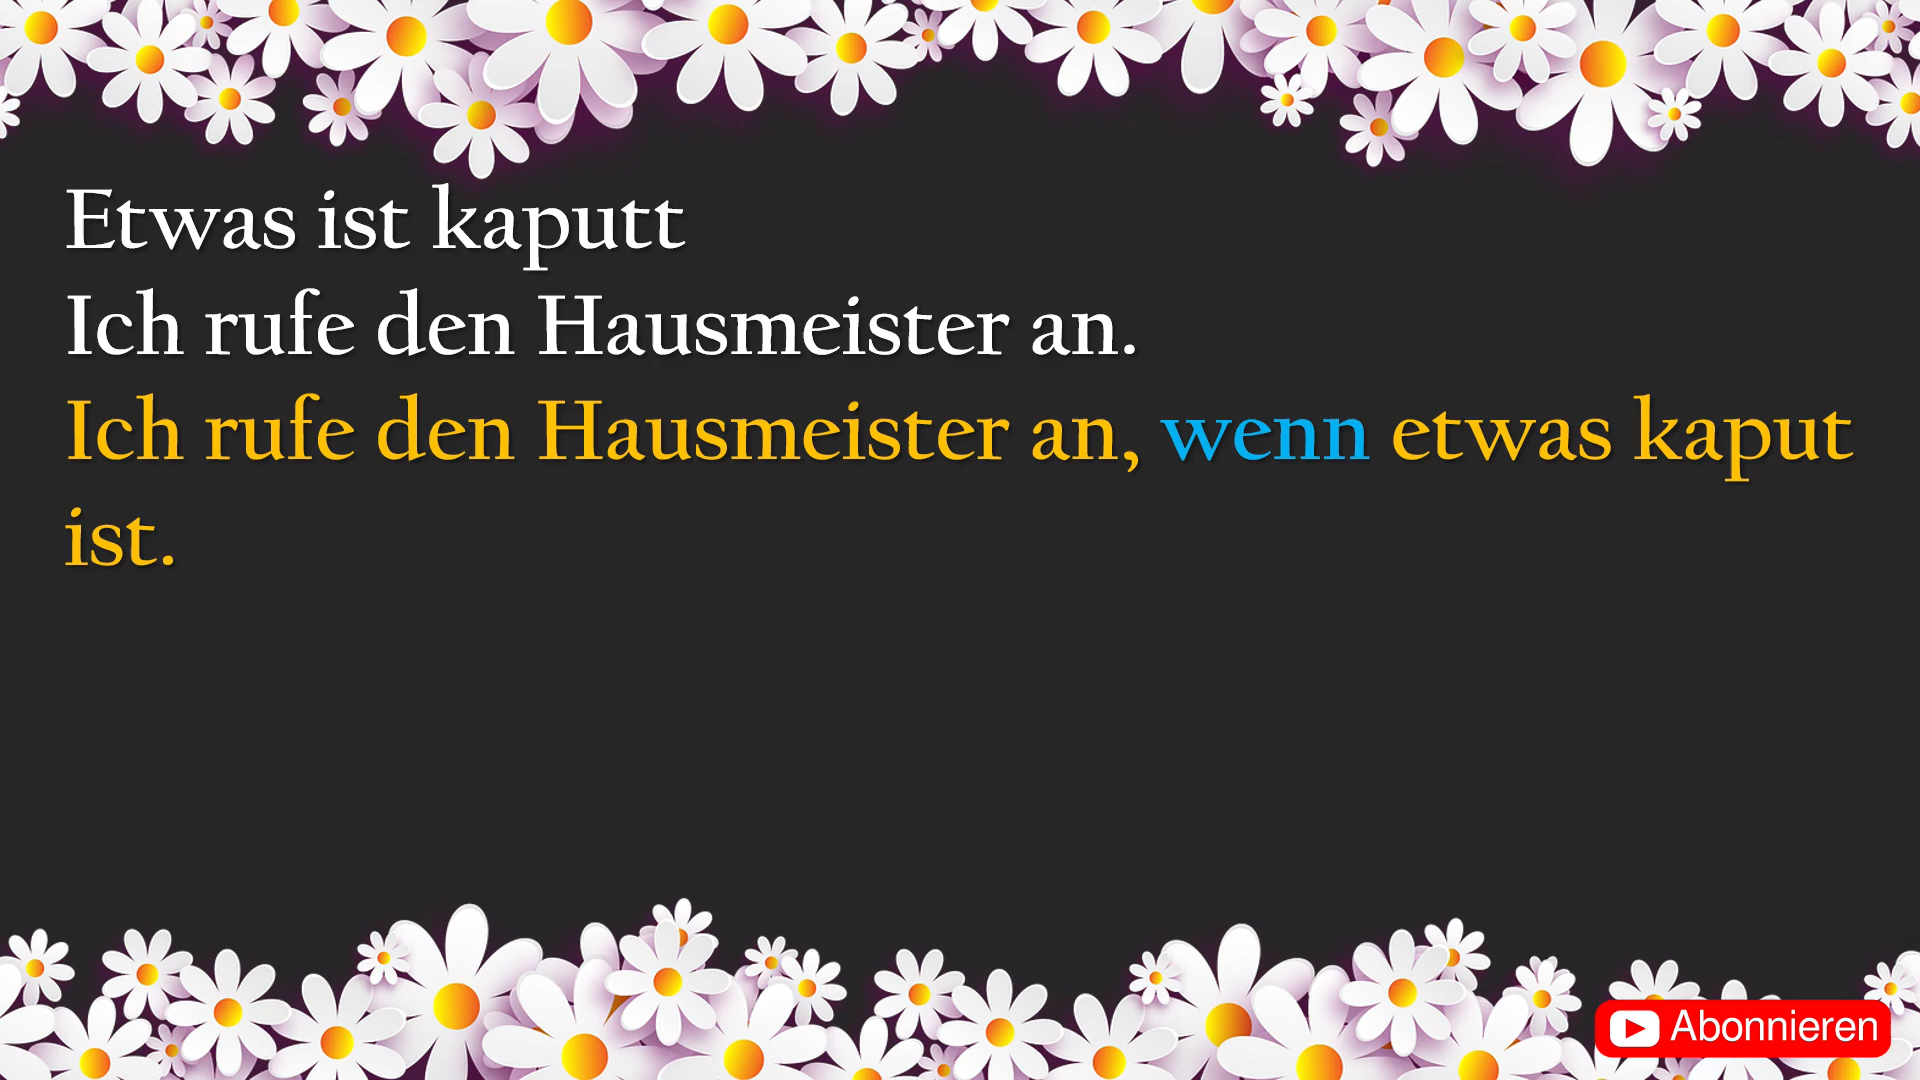 Etwas ist kaputt
Ich rufe den Hausmeister an.
Ich rufe den Hausmeister an, wenn etwas kaput
ist.
Abonnieren